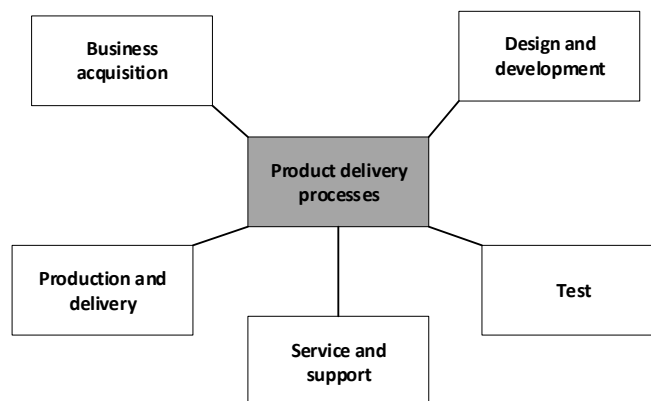 Business
acquisition
Design and
development
Product delivery
processes
Production and
delivery
Test
Service and
support